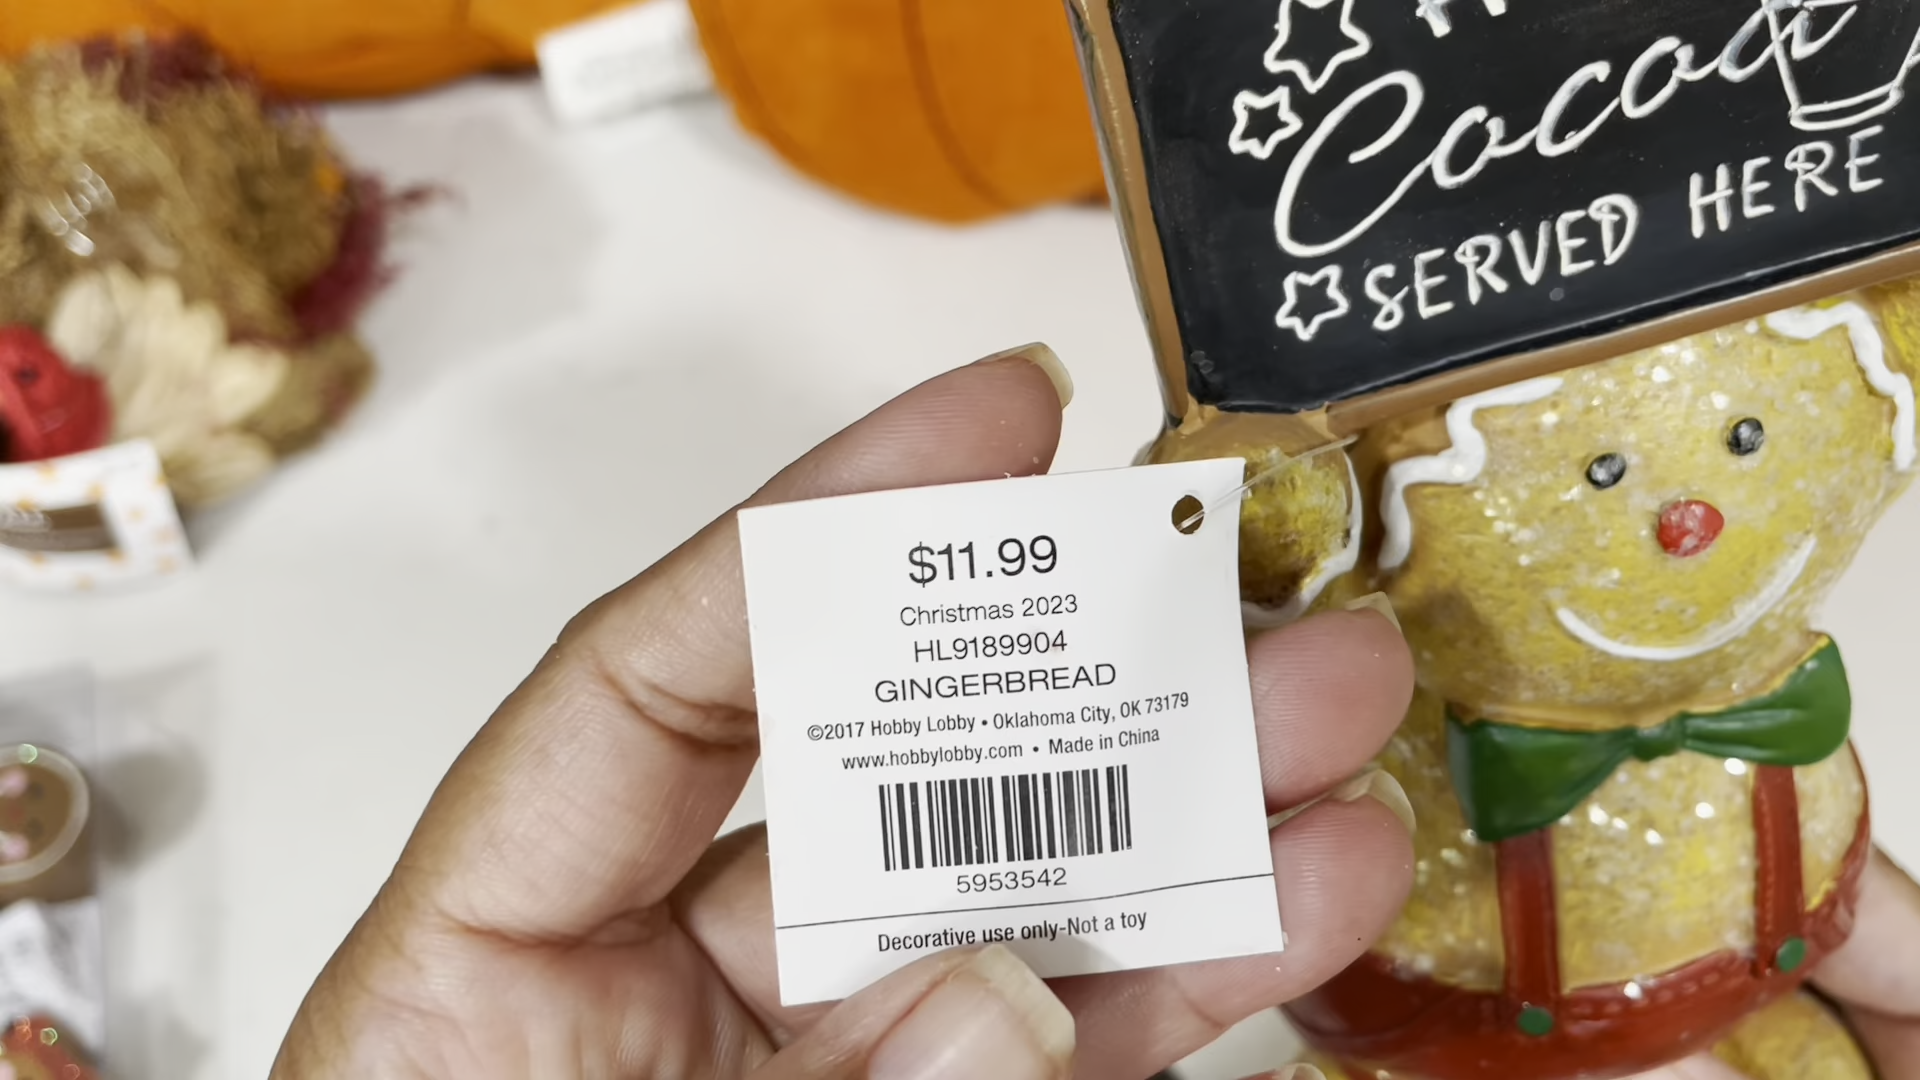 Cocoa
SERVED HERE
$11.99
Christmas 2023
HL9189904
GINGERBREAD
©2017 Hobby Lobby • Oklahoma City, OK 73179
www.hobbylobby.com • Made in China
5953542
Decorative use only-Not a toy